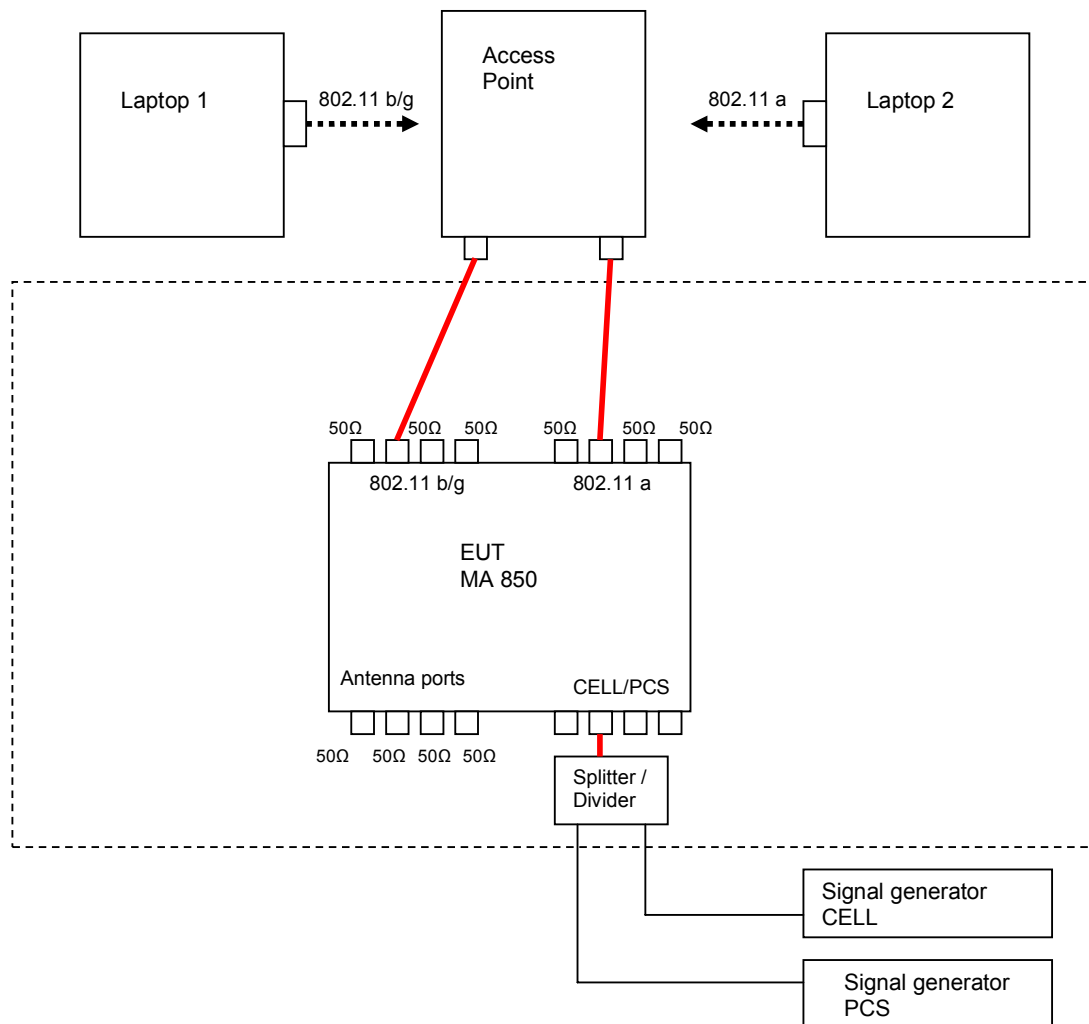 Laptop 1
802.11 b/g
Access
Point
802.11 a
Laptop 2
50Ω 50Ω 50Ω 50Ω 50Ω 50Ω
802.11 b/g 802.11 a
EUT
MA 850
Antenna ports CELL/PCS
50Ω 50Ω 50Ω 50Ω
Splitter /
Divider
Signal generator
CELL
Signal generator
PCS